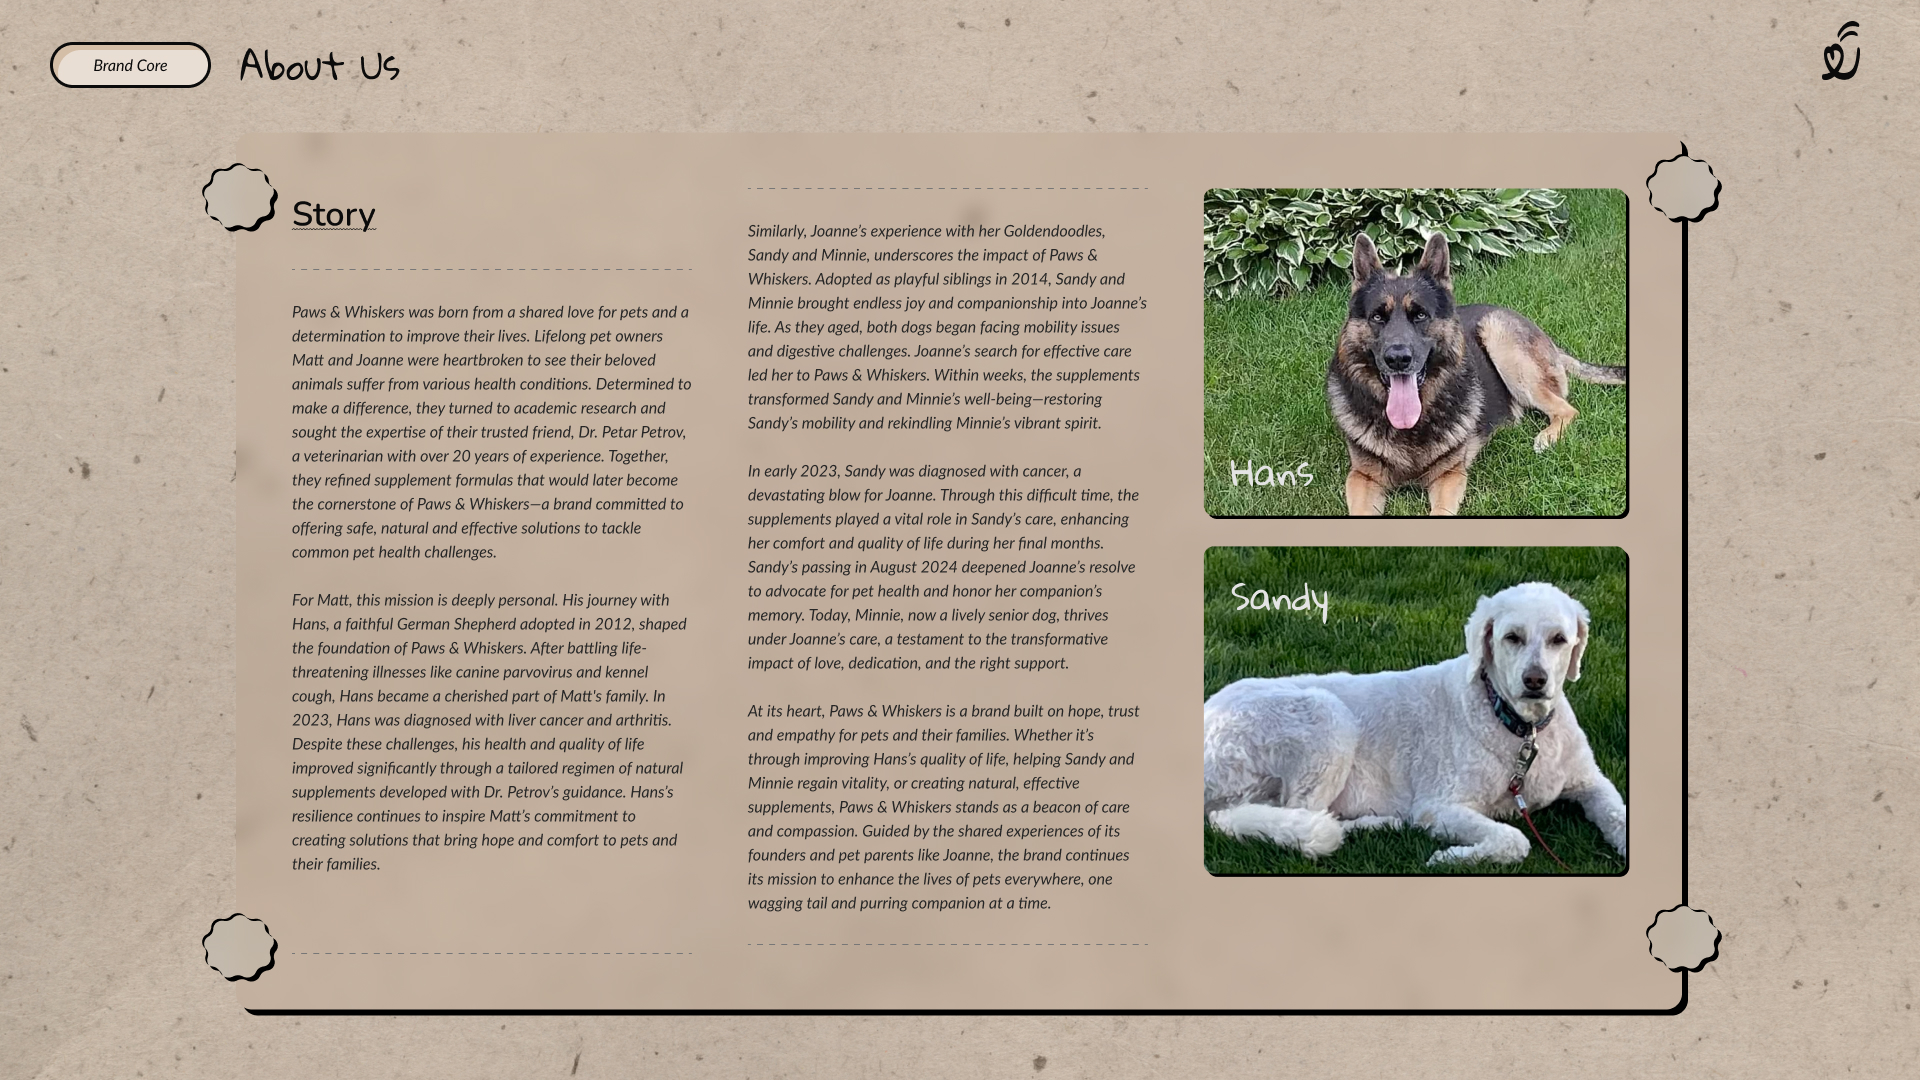 Brand Core
About Us
Story
Paws & Whiskers was born from a shared love for pets and a
determination to improve their lives. Lifelong pet owners
Matt and Joanne were heartbroken to see their beloved
animals suffer from various health conditions. Determined to
make a difference, they turned to academic research and
sought the expertise of their trusted friend, Dr. Petar Petrov,
a veterinarian with over 20 years of experience. Together,
they refined supplement formulas that would later become
the cornerstone of Paws & Whiskers—a brand committed to
offering safe, natural and effective solutions to tackle
common pet health challenges.
For Matt, this mission is deeply personal. His journey with
Hans, a faithful German Shepherd adopted in 2012, shaped
the foundation of Paws & Whiskers. After battling life-
threatening illnesses like canine parvovirus and kennel
cough, Hans became a cherished part of Matt's family. In
2023, Hans was diagnosed with liver cancer and arthritis.
Despite these challenges, his health and quality of life
improved significantly through a tailored regimen of natural
supplements developed with Dr. Petrov’s guidance. Hans’s
resilience continues to inspire Matt’s commitment to
creating solutions that bring hope and comfort to pets and
their families.
Similarly, Joanne’s experience with her Goldendoodles,
Sandy and Minnie, underscores the impact of Paws &
Whiskers. Adopted as playful siblings in 2014, Sandy and
Minnie brought endless joy and companionship into Joanne’s
life. As they aged, both dogs began facing mobility issues
and digestive challenges. Joanne’s search for effective care
led her to Paws & Whiskers. Within weeks, the supplements
transformed Sandy and Minnie’s well-being—restoring
Sandy’s mobility and rekindling Minnie’s vibrant spirit.
In early 2023, Sandy was diagnosed with cancer, a
devastating blow for Joanne. Through this difficult time, the
supplements played a vital role in Sandy’s care, enhancing
her comfort and quality of life during her final months.
Sandy’s passing in August 2024 deepened Joanne’s resolve
to advocate for pet health and honor her companion’s
memory. Today, Minnie, now a lively senior dog, thrives
under Joanne’s care, a testament to the transformative
impact of love, dedication, and the right support.
At its heart, Paws & Whiskers is a brand built on hope, trust
and empathy for pets and their families. Whether it’s
through improving Hans’s quality of life, helping Sandy and
Minnie regain vitality, or creating natural, effective
supplements, Paws & Whiskers stands as a beacon of care
and compassion. Guided by the shared experiences of its
founders and pet parents like Joanne, the brand continues
its mission to enhance the lives of pets everywhere, one
wagging tail and purring companion at a time.
Hans
Sandy